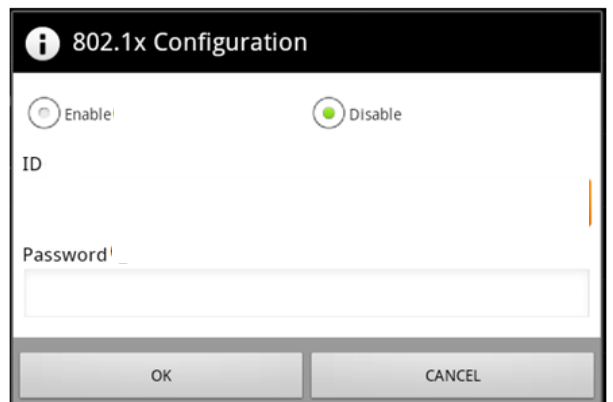 802.1x Configuration
Enable Disable
ID
Password
OK CANCEL